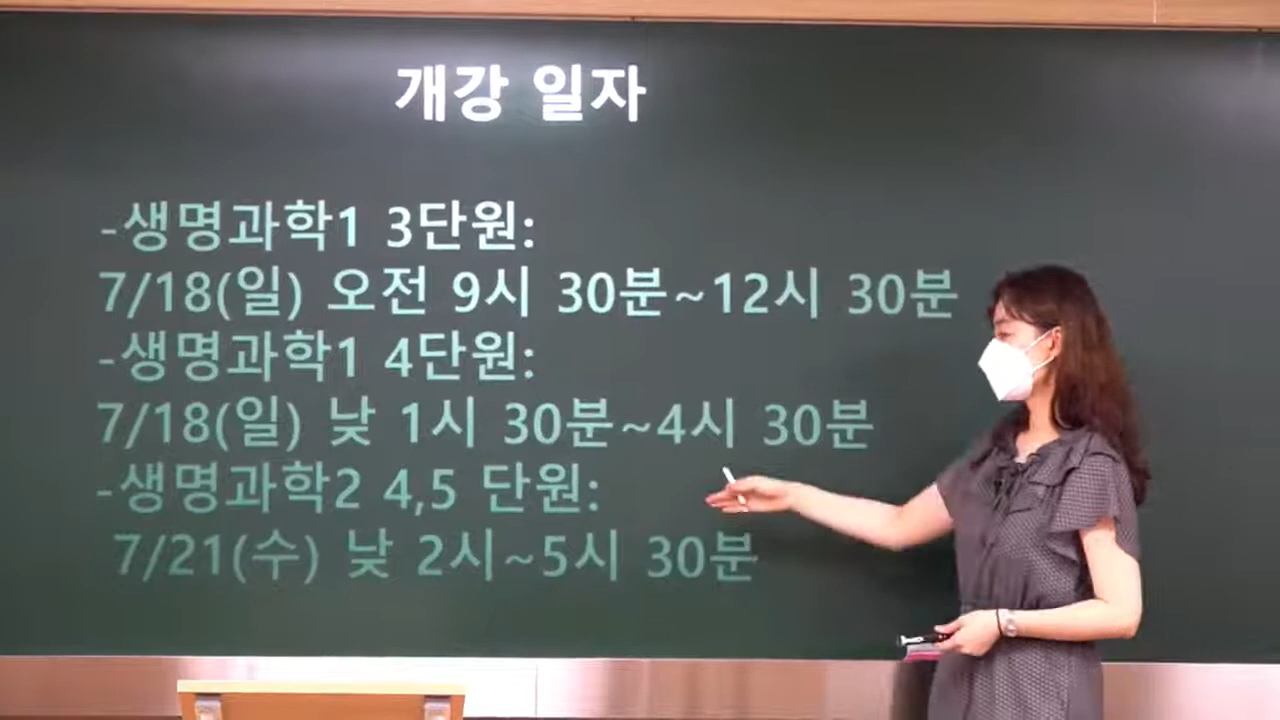 개강 일자
-생명과학1 3단원:
7/18(일) 오전 9시 30분~12시 30분
-생명과학1 4단원:
7/18(일) 낮 1시 30분~4시 30분
-생명과학2 4,5 단원:
7/21(수) 낮 2시~5시 30분